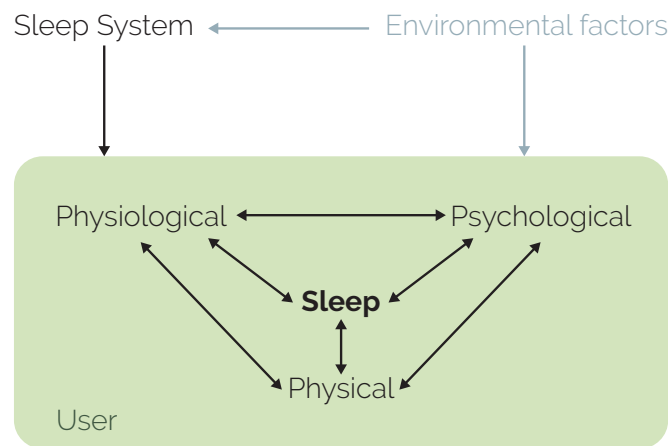 Sleep System
Environmental factors
Physiological
Psychological
Sleep
Physical
User